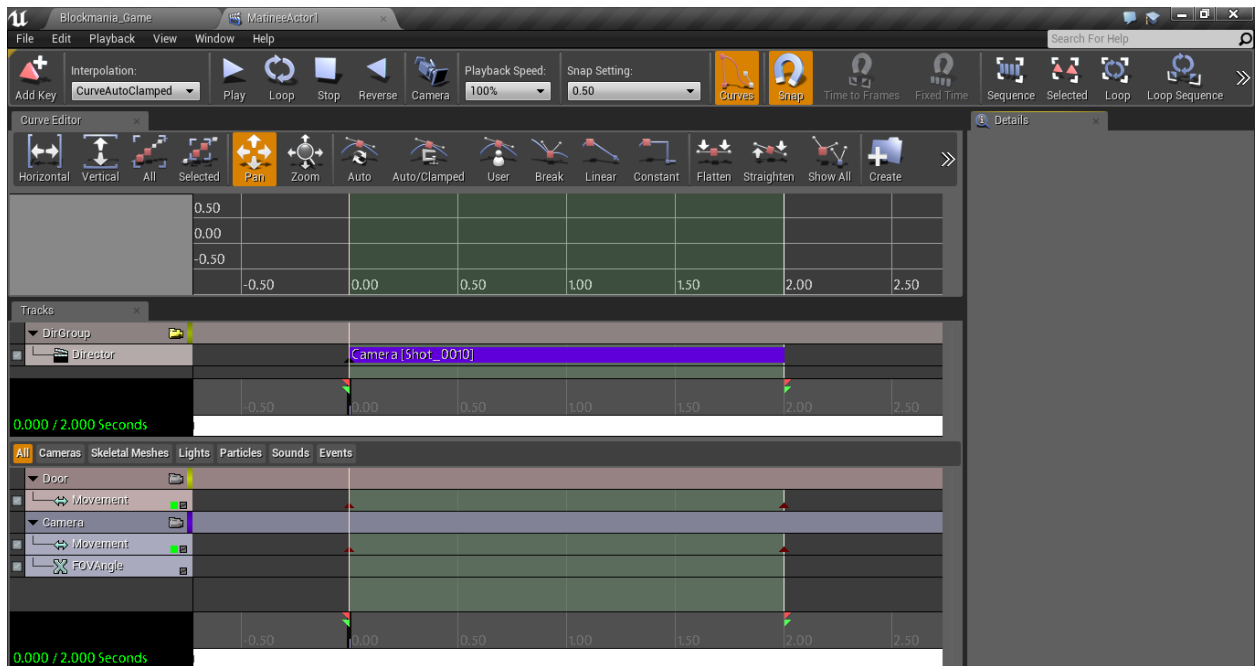 Blockmania_Game MatineeActor1
File Edit Playback View Window Help Search For Help
Interpolation: Playback Speed: Snap Setting:
CurveAutoClamped 100% 0.50
Add Key Play Loop Stop Reverse Camera Curves Snap Time to Frames Fixed Time Sequence Selected Loop Loop Sequence
Curve Editor Details
Horizontal Vertical All Selected Pan Zoom Auto Auto/Clamped User Break Linear Constant Flatten Straighten Show All Create
0.50
0.00
-0.50
-0.50 0.00 0.50 1.00 1.50 2.00 2.50
Tracks
DirGroup
Director Camera [Shot_0010]
-0.50 0.00 0.50 1.00 1.50 2.00 2.50
0.000 / 2.000 Seconds
All Cameras Skeletal Meshes Lights Particles Sounds Events
Door
Movement
Camera
Movement
FOVAngle
-0.50 0.00 0.50 1.00 1.50 2.00 2.50
0.000 / 2.000 Seconds